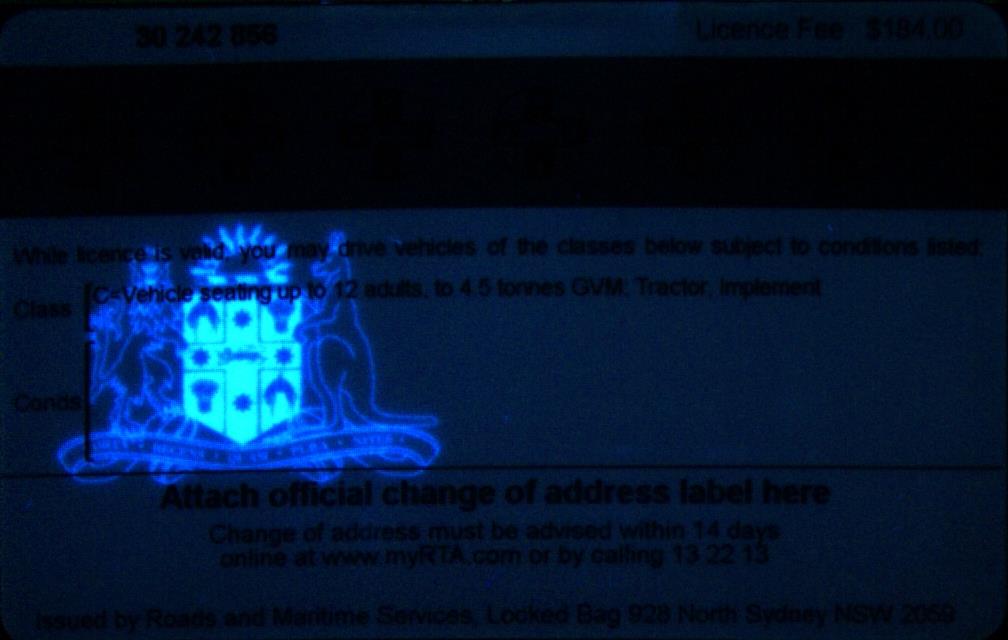 30 242 856
Licence Fee $184.00
While licence is valid, you may drive vehicles of the classes below subject to conditions listed:
Class C=Vehicle seating up to 12 adults, to 4.5 tonnes GVM; Tractor, Implement
Conds
Attach official change of address label here
Change of address must be advised within 14 days
online at www.myRTA.com or by calling 13 22 13
Issued by Roads and Maritime Services, Locked Bag 928 North Sydney NSW 2059